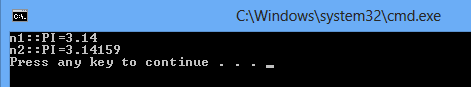 C:\Windows\system32\cmd.exe
n1::PI=3.14
n2::PI=3.14159
Press any key to continue . . . _